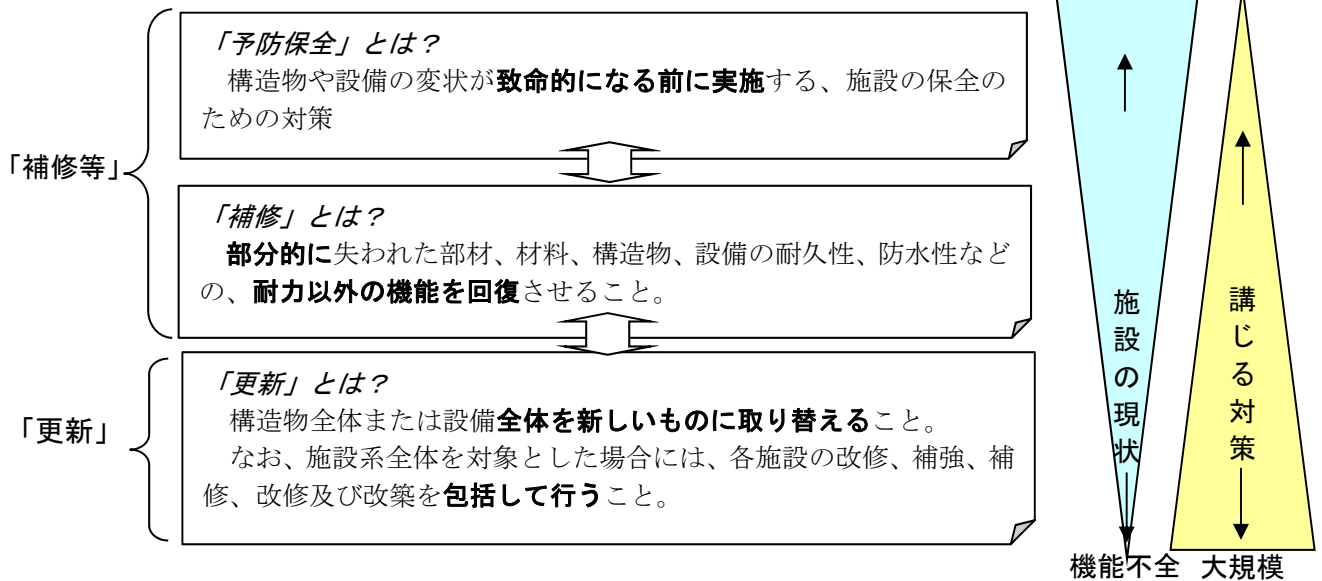 「予防保全」とは？
構造物や設備の変状が致命的になる前に実施する、施設の保全の
ための対策
「補修等」
「補修」とは？
部分的に失われた部材、材料、構造物、設備の耐久性、防水性など
の、耐力以外の機能を回復させること。
「更新」とは？
構造物全体または設備全体を新しいものに取り替えること。
なお、施設系全体を対象とした場合には、各施設の改修、補強、補
修、改修及び改築を包括して行うこと。
「更新」
施設の現状
講じる対策
機能不全
大規模